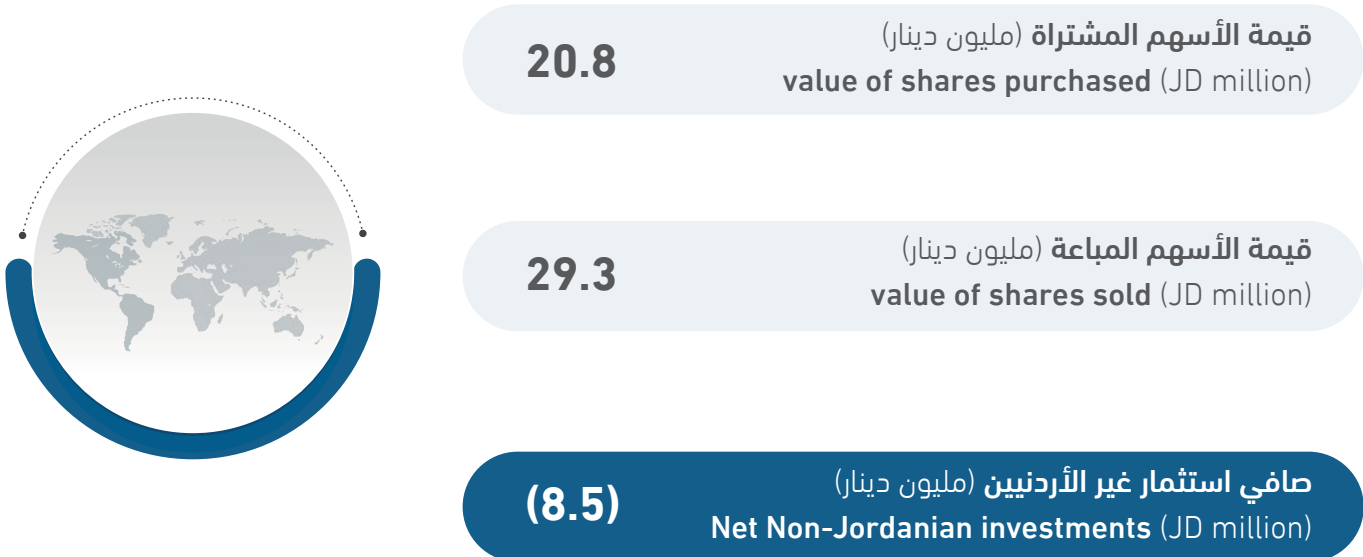 قيمة الأسهم المشتراة (مليون دينار)
20.8
value of shares purchased (JD million)
قيمة الأسهم المباعة (مليون دينار)
29.3
value of shares sold (JD million)
صافي استثمار غير الأردنيين (مليون دينار)
(8.5)
Net Non-Jordanian investments (JD million)